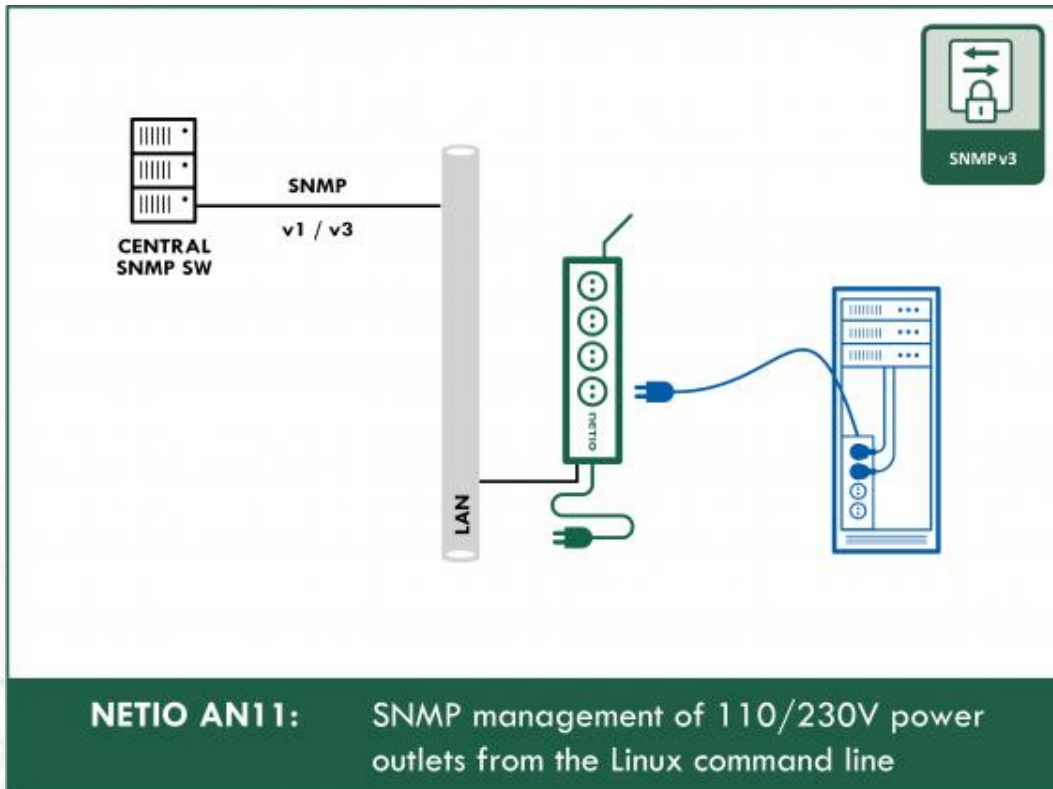 SNMP v3
SNMP
v1 / v3
CENTRAL
SNMP SW
NETIO
LAN
NETIO AN11:
SNMP management of 110/230V power
outlets from the Linux command line